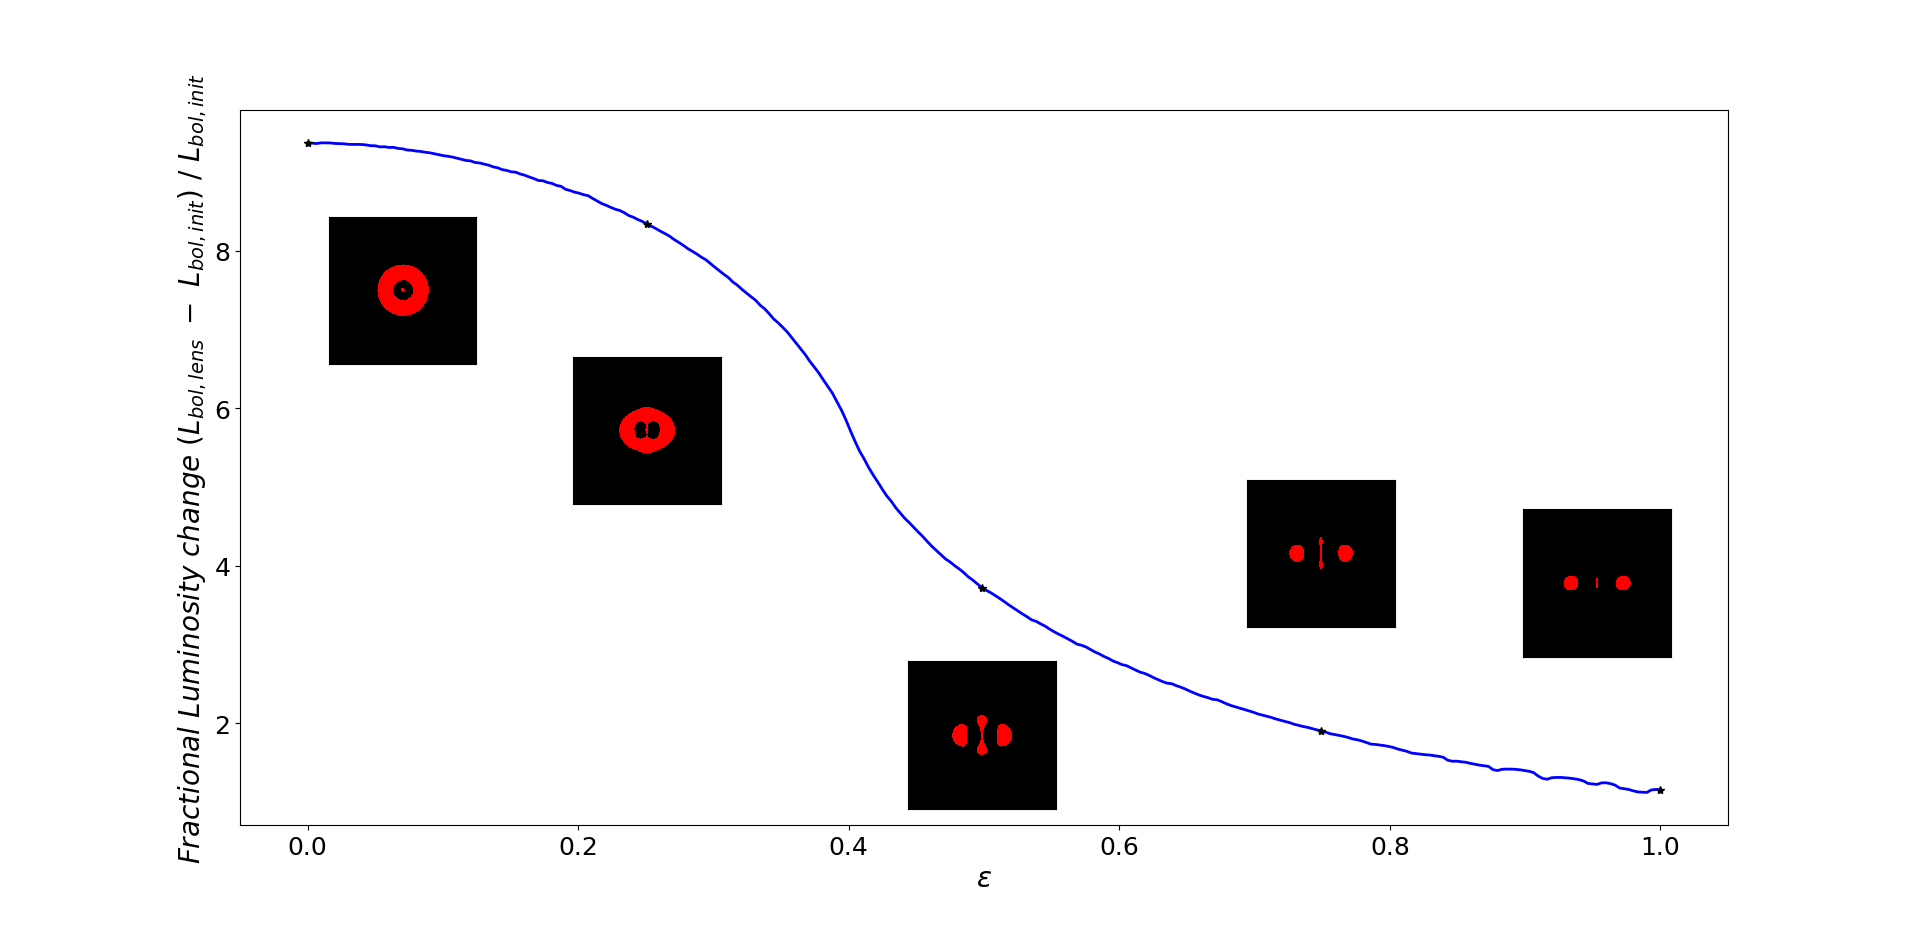 Fractional Luminosity change (L_{bol,lens} − L_{bol,init}) / L_{bol,init}
8
6
4
2
0.0 0.2 0.4 0.6 0.8 1.0
ε